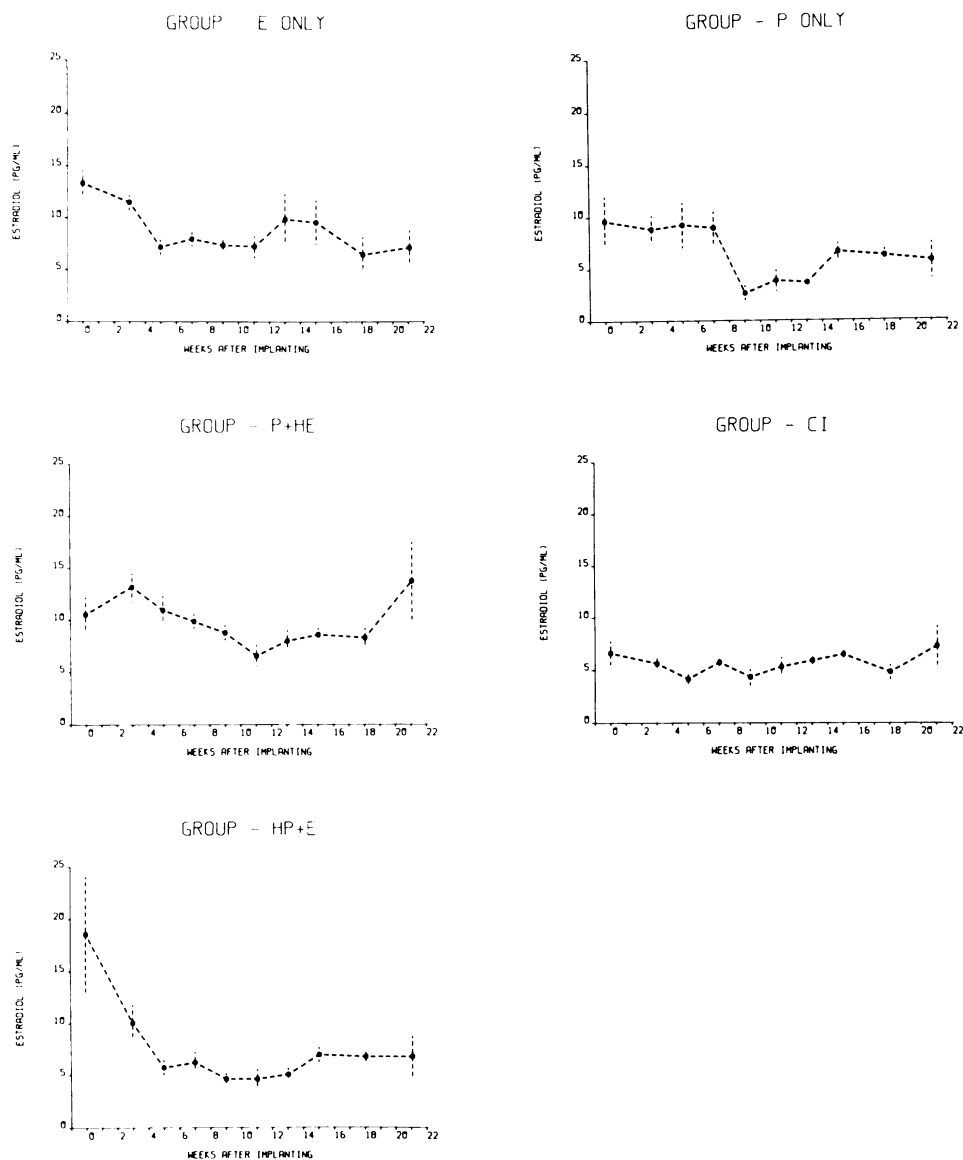 GROUP E ONLY
25
20
15
10
5
0
ESTRADIOL (PG/ML)
0 2 4 6 8 10 12 14 16 18 20 22
WEEKS AFTER IMPLANTING
GROUP - P ONLY
25
20
15
10
5
0
ESTRADIOL (PG/ML)
0 2 4 6 8 10 12 14 16 18 20 22
WEEKS AFTER IMPLANTING
GROUP - P+HE
25
20
15
10
5
0
ESTRADIOL (PG/ML)
0 2 4 6 8 10 12 14 16 18 20 22
WEEKS AFTER IMPLANTING
GROUP - CI
25
20
15
10
5
0
ESTRADIOL (PG/ML)
0 2 4 6 8 10 12 14 16 18 20 22
WEEKS AFTER IMPLANTING
GROUP - HP+E
25
20
15
10
5
0
ESTRADIOL (PG/ML)
0 2 4 6 8 10 12 14 16 18 20 22
WEEKS AFTER IMPLANTING